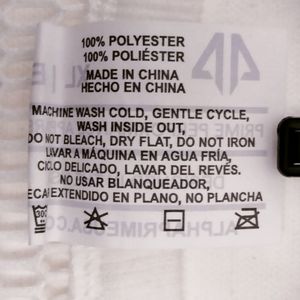 100% POLYESTER
100% POLIÉSTER
MADE IN CHINA
HECHO EN CHINA
MACHINE WASH COLD, GENTLE CYCLE,
WASH INSIDE OUT,
DO NOT BLEACH, DRY FLAT, DO NOT IRON
LAVAR A MÁQUINA EN AGUA FRÍA,
CICLO DELICADO, LAVAR DEL REVÉS.
NO USAR BLANQUEADOR,
ECAR EXTENDIDO EN PLANO, NO PLANCHA